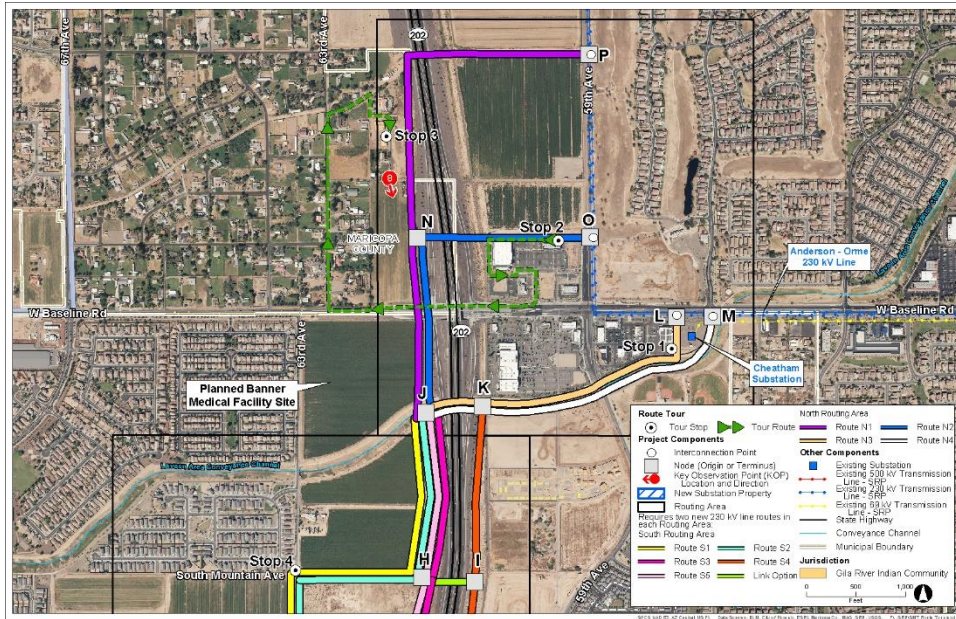 67th Ave
63rd Ave
202
59th Ave
P
Stop 3
N
Stop 2
O
MARICOPA
COUNTY
Anderson - Orme
230 kV Line
Laveen Area Conveyance Channel
W Baseline Rd
L
M
W Baseline Rd
202
Stop 1
63rd Ave
Cheatham
Substation
Planned Banner
Medical Facility Site
J
K
Laveen Area Conveyance Channel
Stop 4
South Mountain Ave
H
I
59th Ave
Route Tour
Tour Stop
Tour Route
Project Components
Interconnection Point
Node (Origin or Terminus)
Key Observation Point (KOP)
Location and Direction
New Substation Property
Routing Area
Requires two new 230 kV line routes in
each Routing Area:
South Routing Area
Route S1
Route S2
Route S3
Route S4
Route S5
Link Option
North Routing Area
Route N1
Route N2
Route N3
Route N4
Other Components
Existing Substation
Existing 500 kV Transmission
Line - SRP
Existing 230 kV Transmission
Line - SRP
Existing 69 kV Transmission
Line - SRP
State Highway
Conveyance Channel
Municipal Boundary
Jurisdiction
Gila River Indian Community
0 500 1,000
Feet